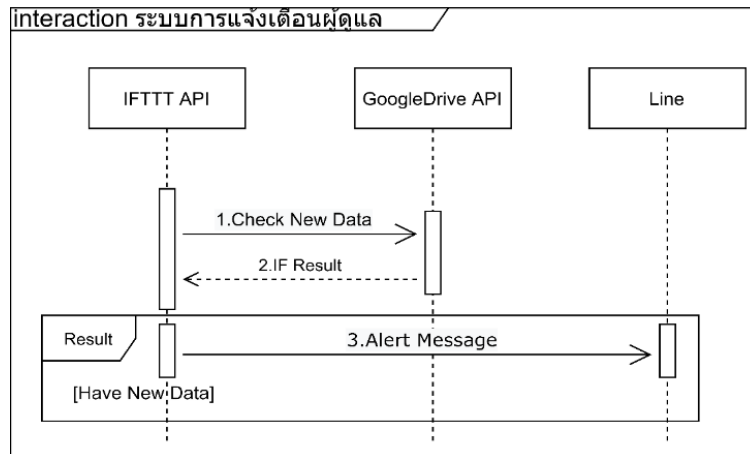 interaction ระบบการแจ้งเตือนผู้ดูแล
IFTTT API
GoogleDrive API
Line
1.Check New Data
2.IF Result
Result
3.Alert Message
[Have New Data]